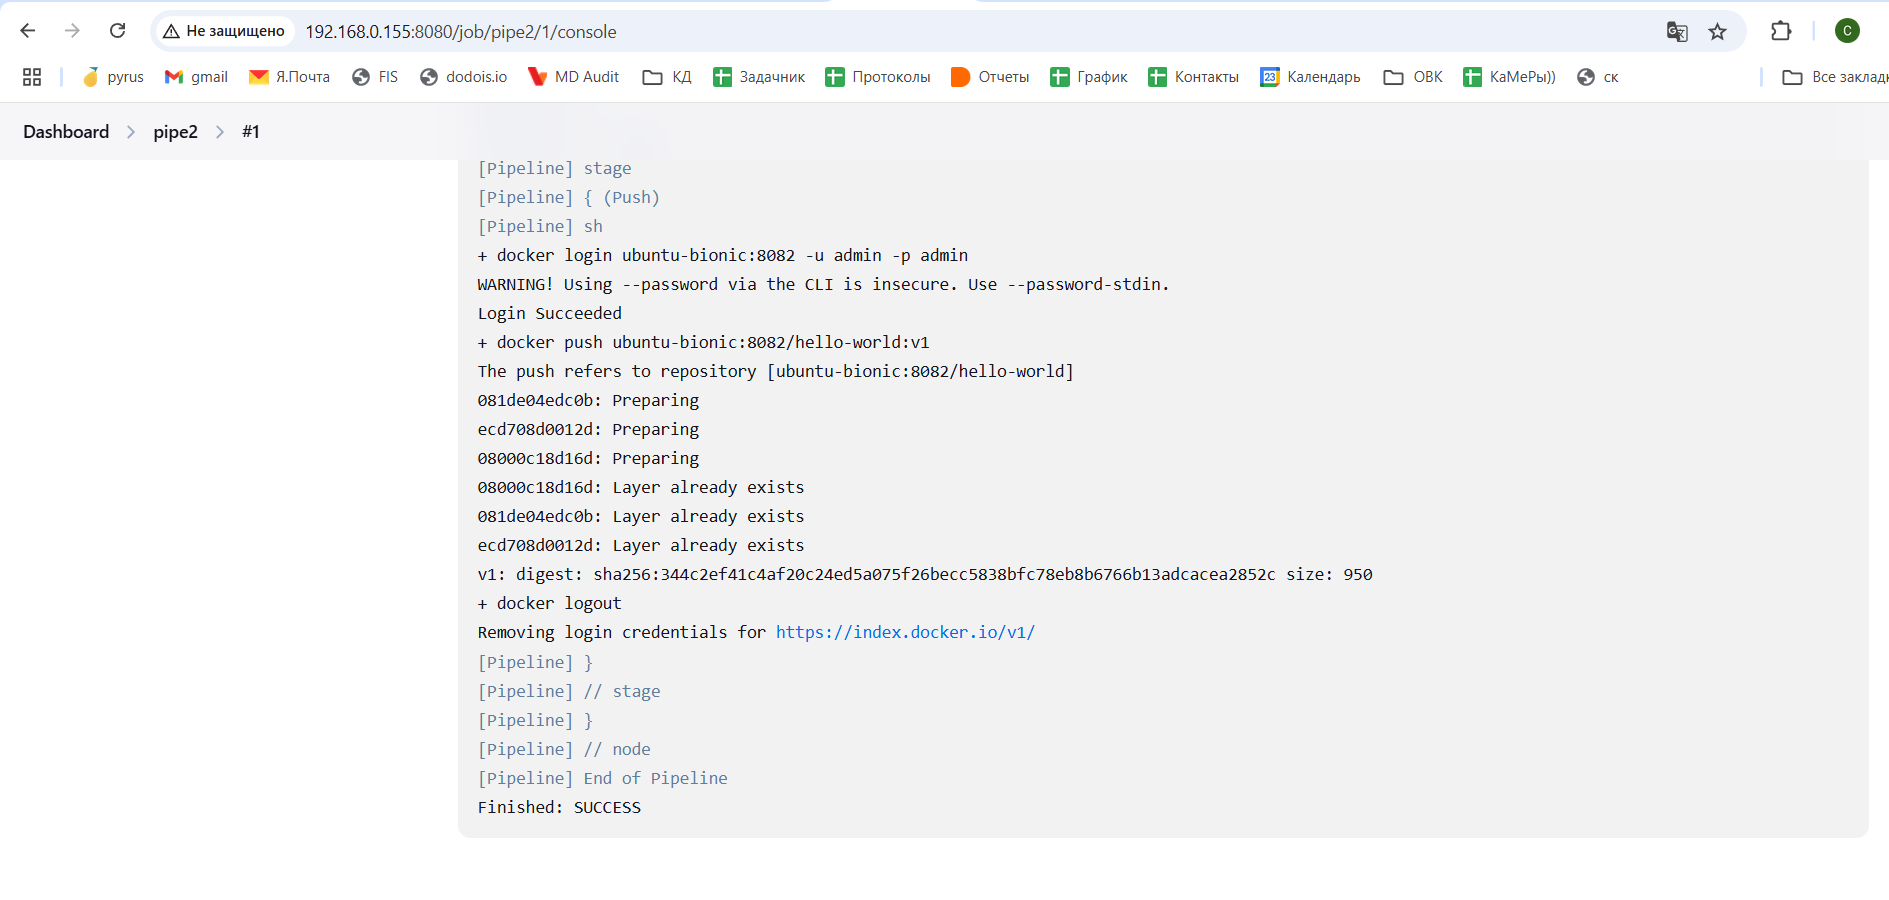 Не защищено 192.168.0.155:8080/job/pipe2/1/console C
pyrus gmail Я.Почта FIS dodois.io MD Audit КД Задачник Протоколы Отчеты График Контакты 23 Календарь ОВК КаМеРы)) ск Все заклад
Dashboard pipe2 #1
[Pipeline] stage
[Pipeline] { (Push)
[Pipeline] sh
+ docker login ubuntu-bionic:8082 -u admin -p admin
WARNING! Using --password via the CLI is insecure. Use --password-stdin.
Login Succeeded
+ docker push ubuntu-bionic:8082/hello-world:v1
The push refers to repository [ubuntu-bionic:8082/hello-world]
081de04edc0b: Preparing
ecd708d0012d: Preparing
08000c18d16d: Preparing
08000c18d16d: Layer already exists
081de04edc0b: Layer already exists
ecd708d0012d: Layer already exists
v1: digest: sha256:344c2ef41c4af20c24ed5a075f26becc5838bfc78eb8b6766b13adcacea2852c size: 950
+ docker logout
Removing login credentials for https://index.docker.io/v1/
[Pipeline] }
[Pipeline] // stage
[Pipeline] }
[Pipeline] // node
[Pipeline] End of Pipeline
Finished: SUCCESS